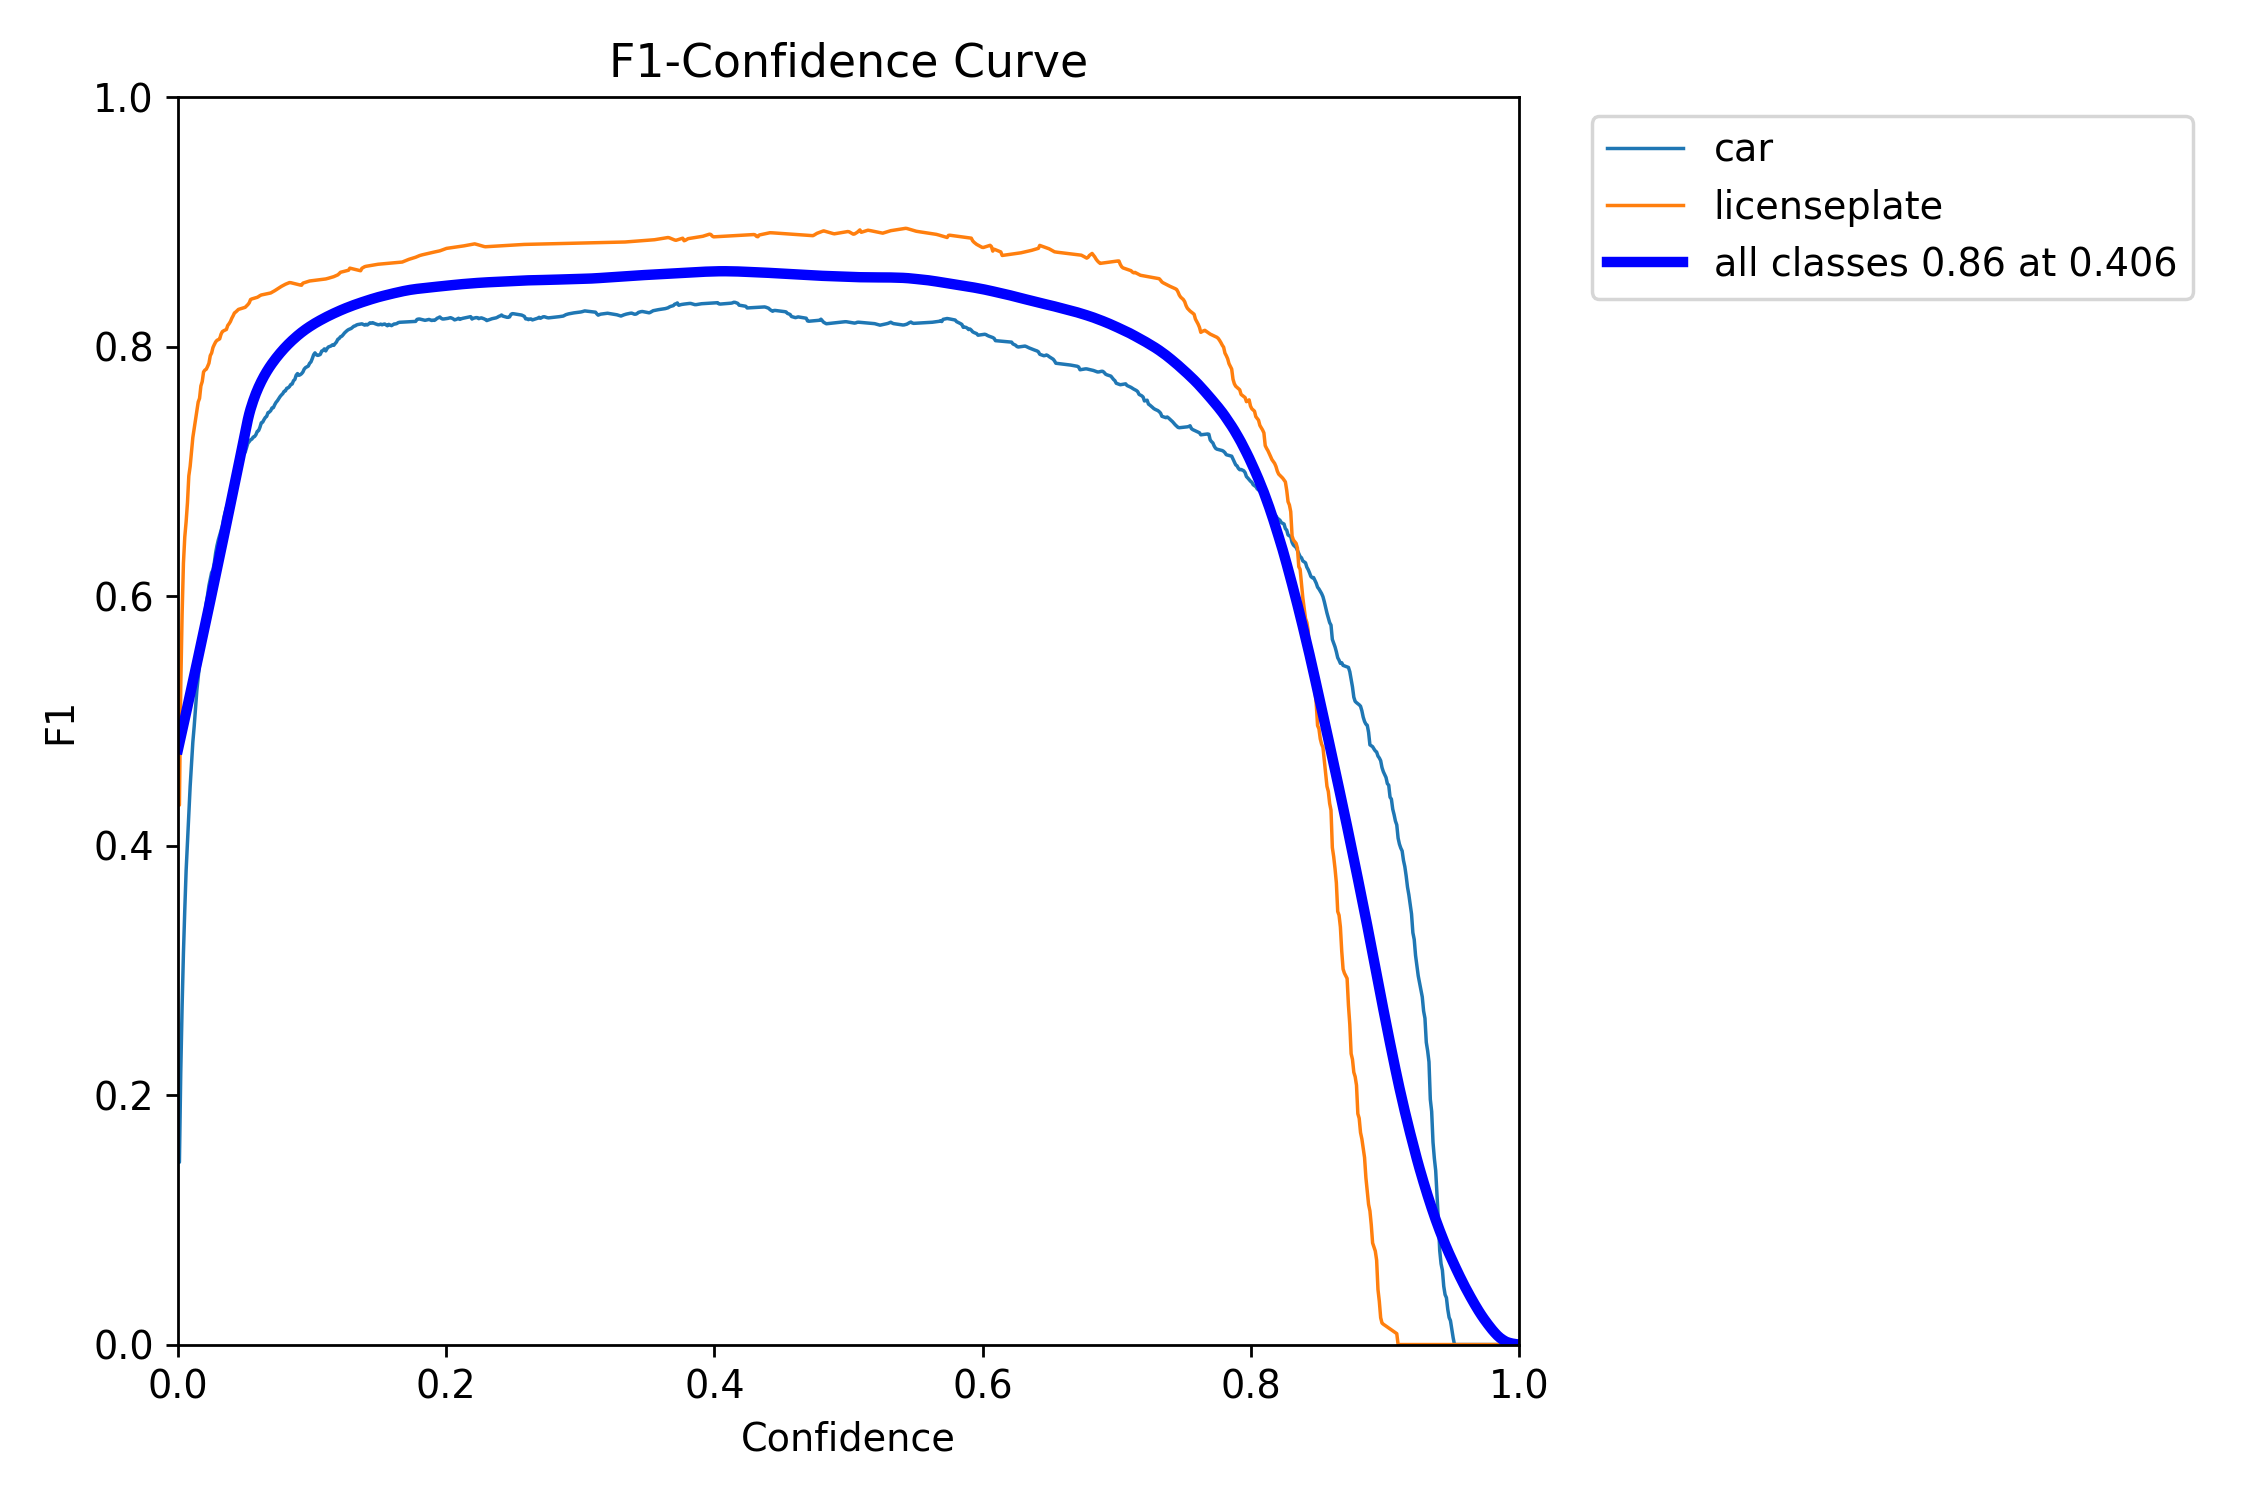 F1-Confidence Curve
1.0
0.8
0.6
0.4
0.2
0.0
F1
0.0 0.2 0.4 0.6 0.8 1.0
Confidence
car
licenseplate
all classes 0.86 at 0.406